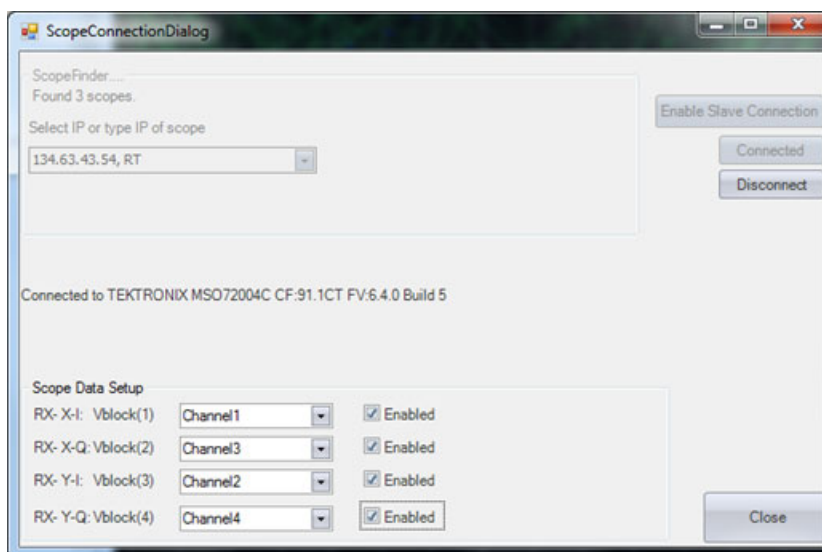 ScopeConnectionDialog
ScopeFinder....
Found 3 scopes.
Select IP or type IP of scope
134.63.43.54, RT
Enable Slave Connection
Connected
Disconnect
Connected to TEKTRONIX MSO72004C CF:91.1CT FV:6.4.0 Build 5
Scope Data Setup
RX- X-I: Vblock(1) Channel1 Enabled
RX- X-Q: Vblock(2) Channel3 Enabled
RX- Y-I: Vblock(3) Channel2 Enabled
RX- Y-Q: Vblock(4) Channel4 Enabled
Close